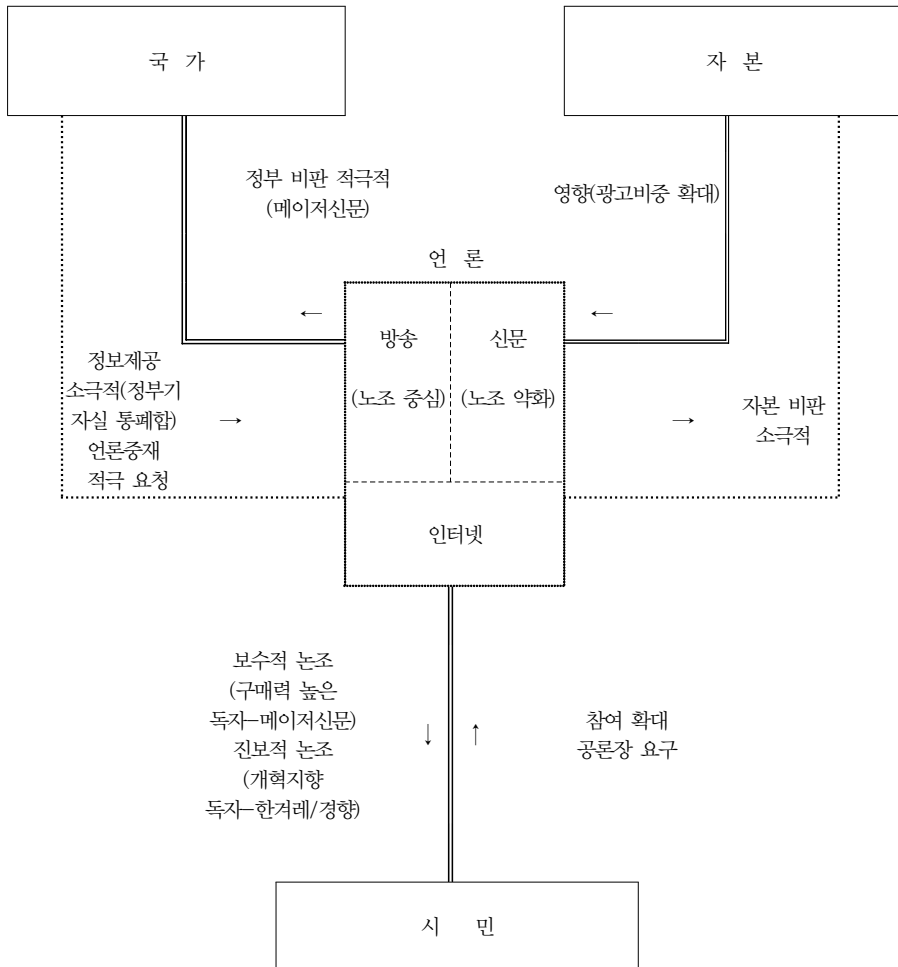 국 가
자 본
정부 비판 적극적
(메이저신문)
영향(광고비중 확대)
언 론
←
←
방송
신문
(노조 중심)
(노조 약화)
정보제공
소극적(정부기
자실 통폐합)
언론중재
적극 요청
→
→
자본 비판
소극적
인터넷
보수적 논조
(구매력 높은
독자-메이저신문)
진보적 논조
(개혁지향
독자-한겨레/경향)
↓
↑
참여 확대
공론장 요구
시 민